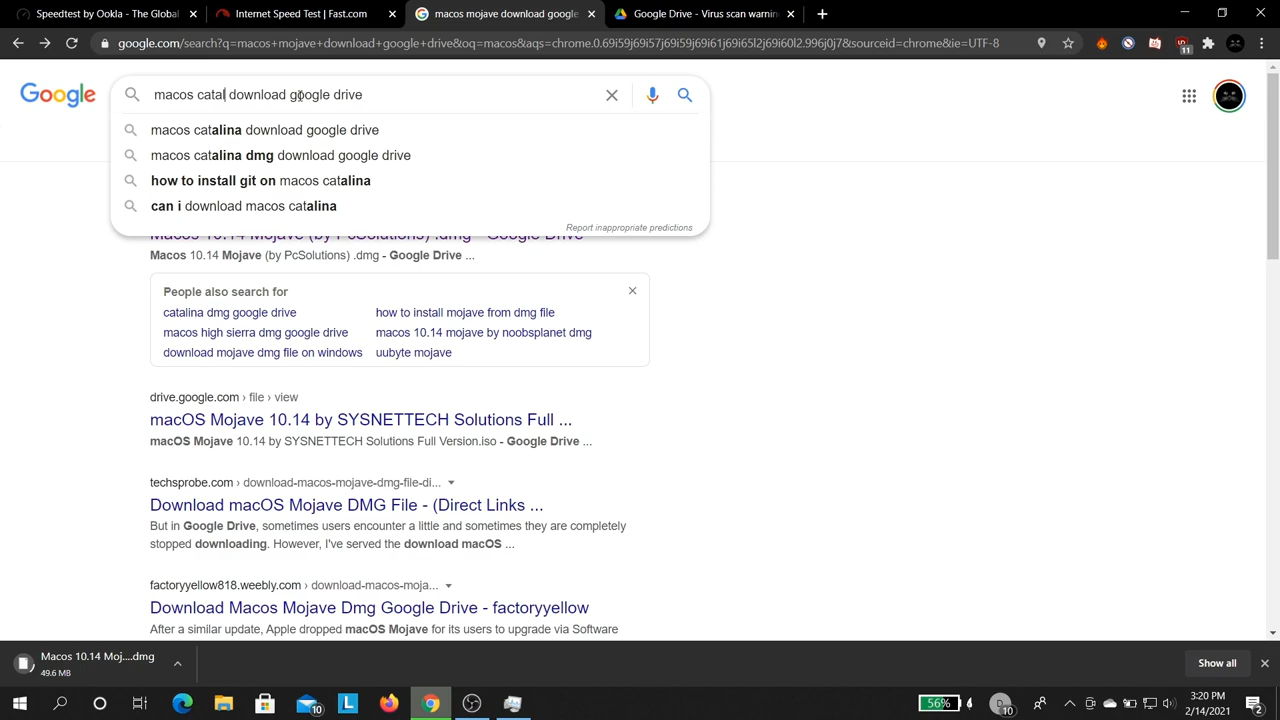 Speedtest by Ookla - The Global
Internet Speed Test | Fast.com
macos mojave download google
Google Drive - Virus scan warnin
google.com/search?q=macos+mojave+download+google+drive&oq=macos&aqs=chrome.0.69i59j69i57j69i59j69i61j69i65l2j69i60l2.996j0j7&sourceid=chrome&ie=UTF-8
11
Google
macos catal download google drive
macos catalina download google drive
macos catalina dmg download google drive
how to install git on macos catalina
can i download macos catalina
Report inappropriate predictions
Macos 10.14 Mojave (by PcSolutions) .dmg - Google Drive
Macos 10.14 Mojave (by PcSolutions) .dmg - Google Drive ...
People also search for
catalina dmg google drive
how to install mojave from dmg file
macos high sierra dmg google drive
macos 10.14 mojave by noobsplanet dmg
download mojave dmg file on windows
uubyte mojave
drive.google.com › file › view
macOS Mojave 10.14 by SYSNETTECH Solutions Full ...
macOS Mojave 10.14 by SYSNETTECH Solutions Full Version.iso - Google Drive ...
techsprobe.com › download-macos-mojave-dmg-file-di...
Download macOS Mojave DMG File - (Direct Links ...
But in Google Drive, sometimes users encounter a little and sometimes they are completely
stopped downloading. However, I've served the download macOS ...
factoryyellow818.weebly.com › download-macos-moja...
Download Macos Mojave Dmg Google Drive - factoryyellow
After a similar update, Apple dropped macOS Mojave for its users to upgrade via Software
Macos 10.14 Moj....dmg
49.6 MB
Show all
10
L
56%
D
10
3:20 PM
2/14/2021
2